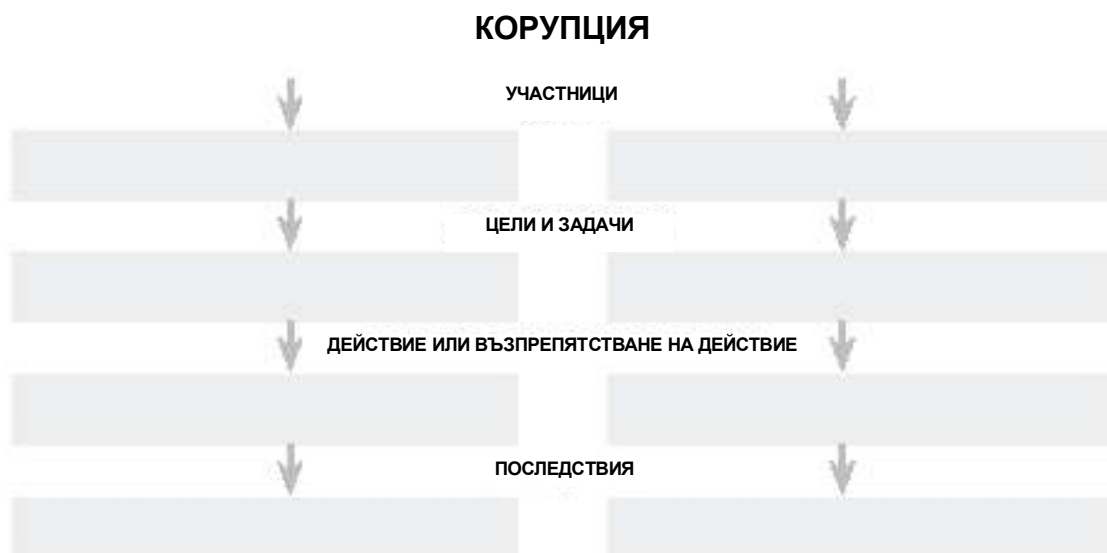 КОРУПЦИЯ
УЧАСТНИЦИ
ЦЕЛИ И ЗАДАЧИ
ДЕЙСТВИЕ ИЛИ ВЪЗПРЕПЯТСТВАНЕ НА ДЕЙСТВИЕ
ПОСЛЕДСТВИЯ